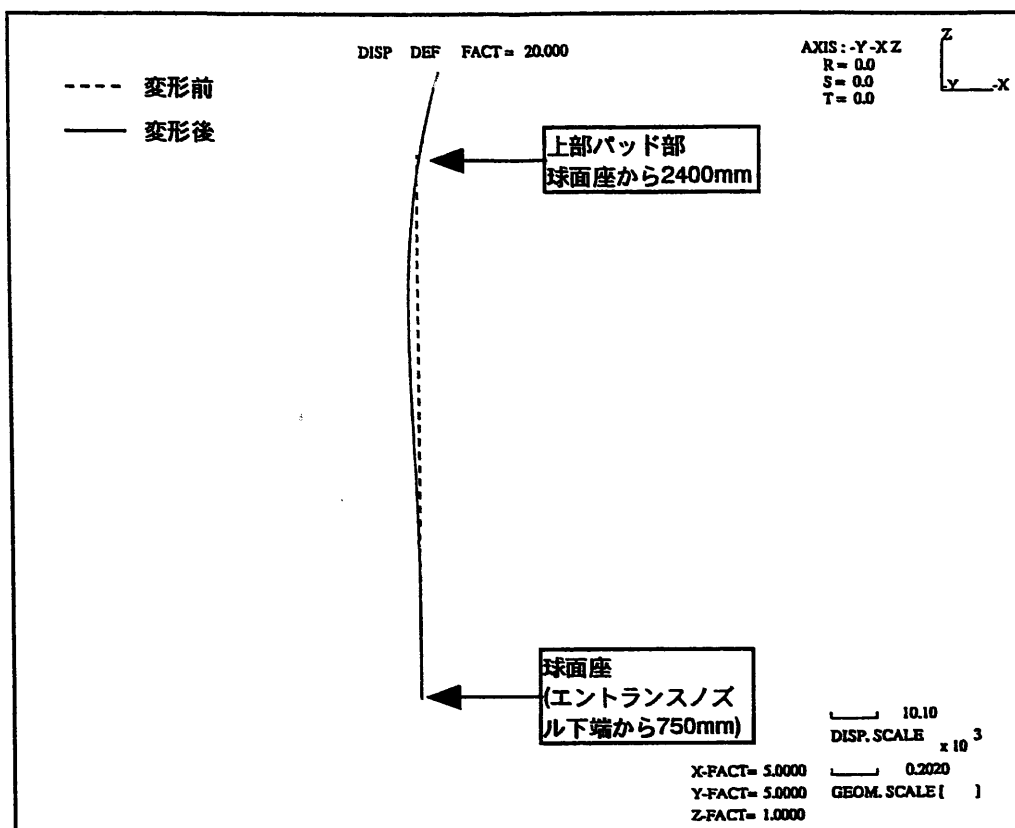 DISP DEF FACT= 20.000
AXIS : -Y -X Z
R = 0.0
S = 0.0
T = 0.0
Z
-Y
-X
変形前
変形後
上部パッド部
球面座から2400mm
球面座
(エントランスノズ
ル下端から750mm)
10.10
DISP. SCALE x 10 3
X-FACT= 5.0000
0.2020
Y-FACT= 5.0000
GEOM. SCALE [ ]
Z-FACT= 1.0000